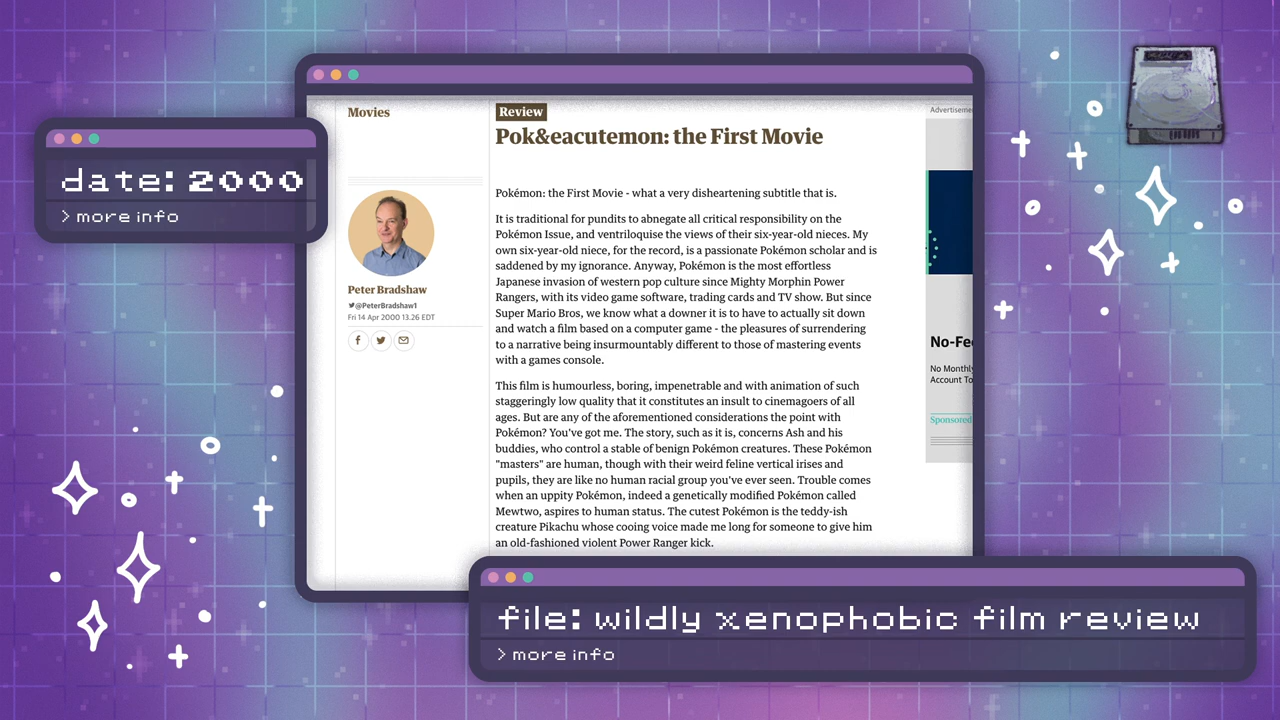 date: 2000
> more info
Movies
Review
Pok&eacutemon: the First Movie
Peter Bradshaw
@PeterBradshaw1
Fri 14 Apr 2000 13.26 EDT
Pokémon: the First Movie - what a very disheartening subtitle that is.
It is traditional for pundits to abnegate all critical responsibility on the
Pokémon Issue, and ventriloquise the views of their six-year-old nieces. My
own six-year-old niece, for the record, is a passionate Pokémon scholar and is
saddened by my ignorance. Anyway, Pokémon is the most effortless
Japanese invasion of western pop culture since Mighty Morphin Power
Rangers, with its video game software, trading cards and TV show. But since
Super Mario Bros, we know what a downer it is to have to actually sit down
and watch a film based on a computer game - the pleasures of surrendering
to a narrative being insurmountably different to those of mastering events
with a games console.
This film is humourless, boring, impenetrable and with animation of such
staggeringly low quality that it constitutes an insult to cinemagoers of all
ages. But are any of the aforementioned considerations the point with
Pokémon? You've got me. The story, such as it is, concerns Ash and his
buddies, who control a stable of benign Pokémon creatures. These Pokémon
"masters" are human, though with their weird feline vertical irises and
pupils, they are like no human racial group you've ever seen. Trouble comes
when an uppity Pokémon, indeed a genetically modified Pokémon called
Mewtwo, aspires to human status. The cutest Pokémon is the teddy-ish
creature Pikachu whose cooing voice made me long for someone to give him
an old-fashioned violent Power Ranger kick.
Advertiseme
No-Fe
No Monthl
Account To
Sponsored
file: wildly xenophobic film review
> more info